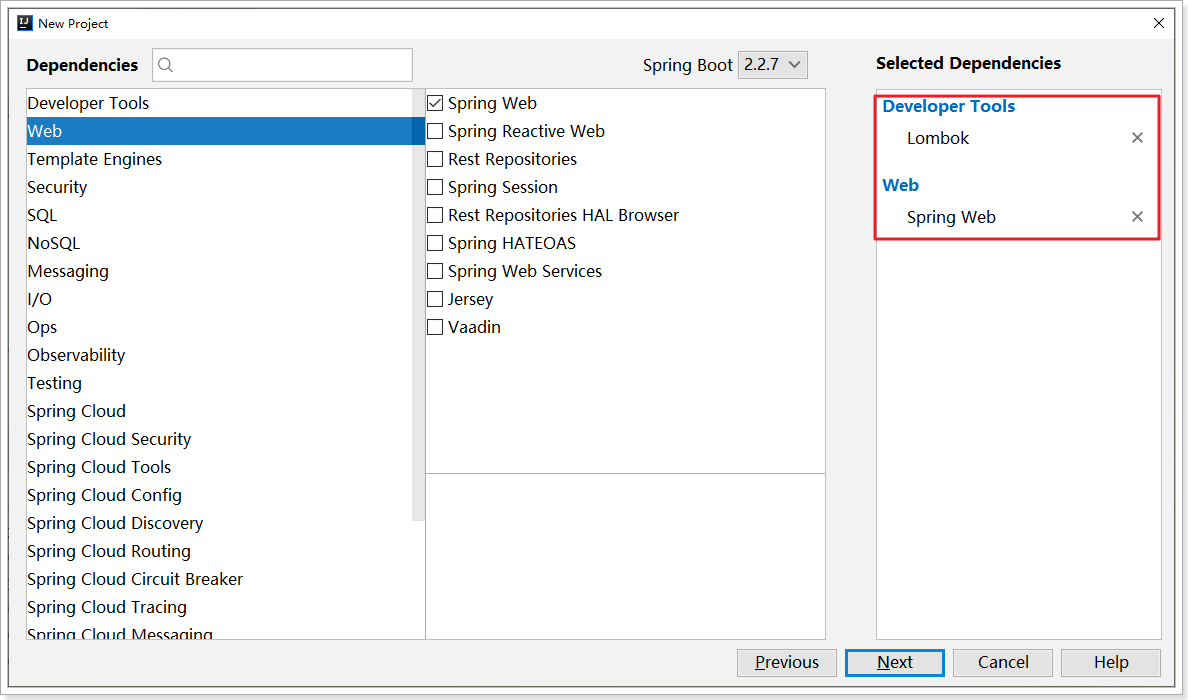 New Project
Dependencies
Spring Boot 2.2.7
Selected Dependencies
Developer Tools
Web
Template Engines
Security
SQL
NoSQL
Messaging
I/O
Ops
Observability
Testing
Spring Cloud
Spring Cloud Security
Spring Cloud Tools
Spring Cloud Config
Spring Cloud Discovery
Spring Cloud Routing
Spring Cloud Circuit Breaker
Spring Cloud Tracing
Spring Cloud Messaging
Spring Web
Spring Reactive Web
Rest Repositories
Spring Session
Rest Repositories HAL Browser
Spring HATEOAS
Spring Web Services
Jersey
Vaadin
Developer Tools
Lombok
Web
Spring Web
Previous
Next
Cancel
Help